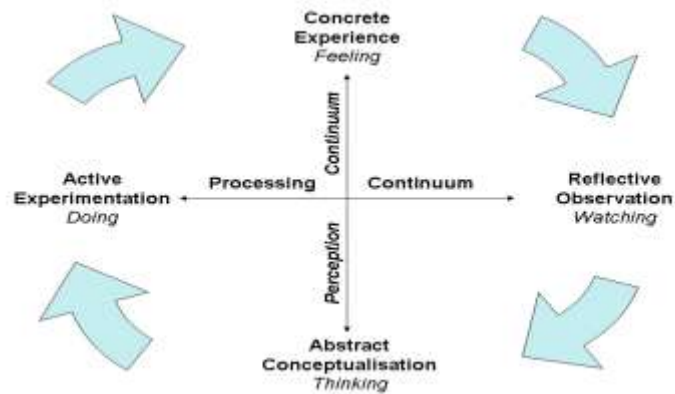 Concrete
Experience
Feeling
Continuum
Active
Experimentation
Doing
Processing
Continuum
Reflective
Observation
Watching
Perception
Abstract
Conceptualisation
Thinking